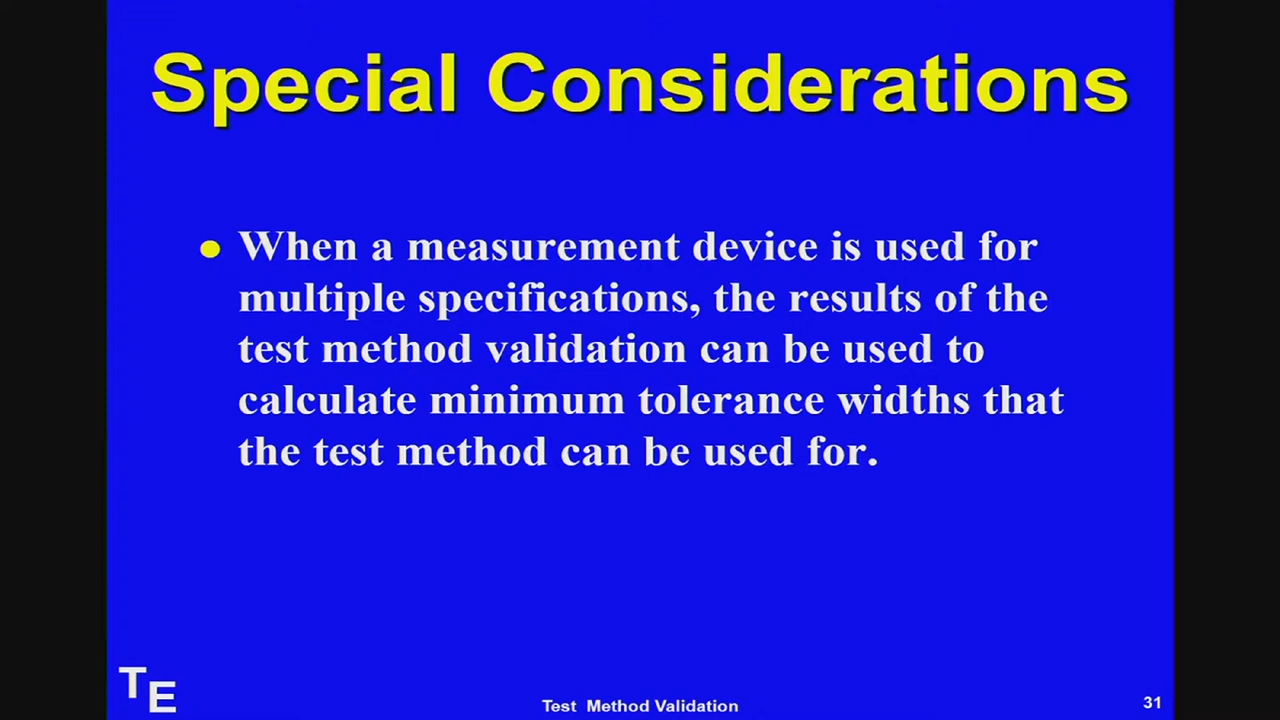 Special Considerations
When a measurement device is used for
multiple specifications, the results of the
test method validation can be used to
calculate minimum tolerance widths that
the test method can be used for.
TE
Test Method Validation
31